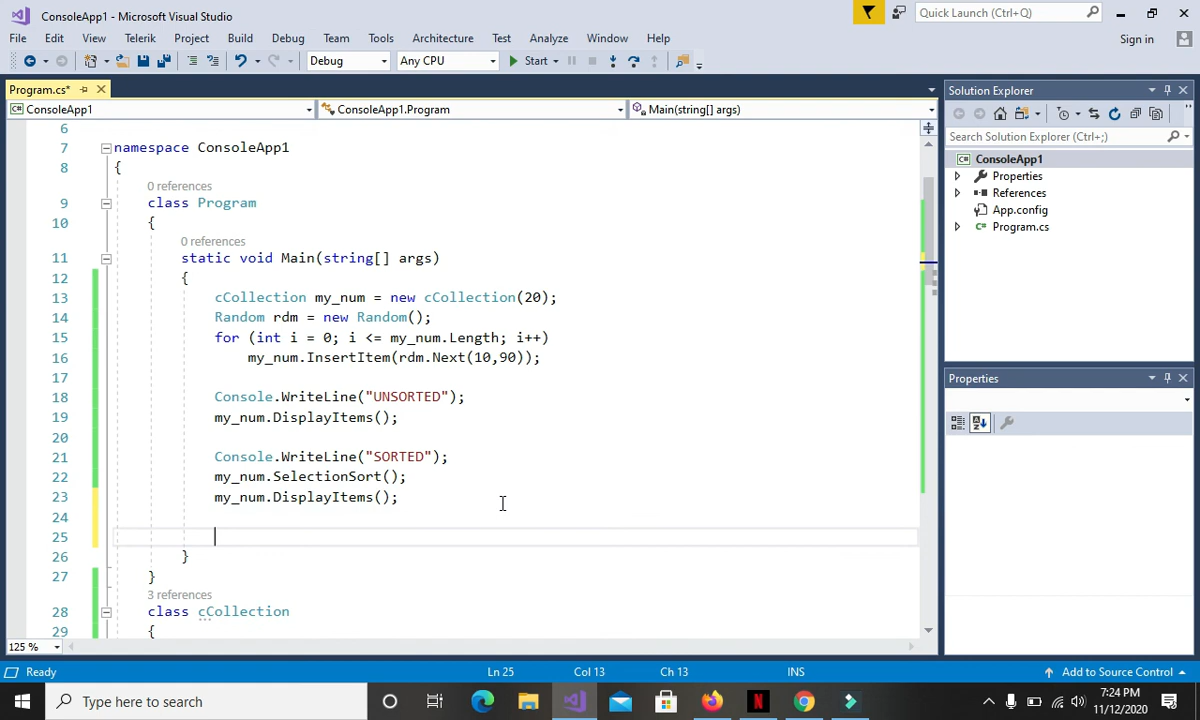 ConsoleApp1 - Microsoft Visual Studio
Quick Launch (Ctrl+Q)
File Edit View Telerik Project Build Debug Team Tools Architecture Test Analyze Window Help
Sign in
Debug Any CPU Start
Program.cs*
Solution Explorer
ConsoleApp1 ConsoleApp1.Program Main(string[] args)
Search Solution Explorer (Ctrl+;)
ConsoleApp1
Properties
References
App.config
Program.cs
Properties
6
7 namespace ConsoleApp1
8 {
0 references
9 class Program
10 {
0 references
11 static void Main(string[] args)
12 {
13 cCollection my_num = new cCollection(20);
14 Random rdm = new Random();
15 for (int i = 0; i <= my_num.Length; i++)
16 my_num.InsertItem(rdm.Next(10,90));
17
18 Console.WriteLine("UNSORTED");
19 my_num.DisplayItems();
20
21 Console.WriteLine("SORTED");
22 my_num.SelectionSort();
23 my_num.DisplayItems();
24
25
26 }
27 }
3 references
28 class cCollection
29 {
125 %
Ready Ln 25 Col 13 Ch 13 INS Add to Source Control
Type here to search
7:24 PM
11/12/2020